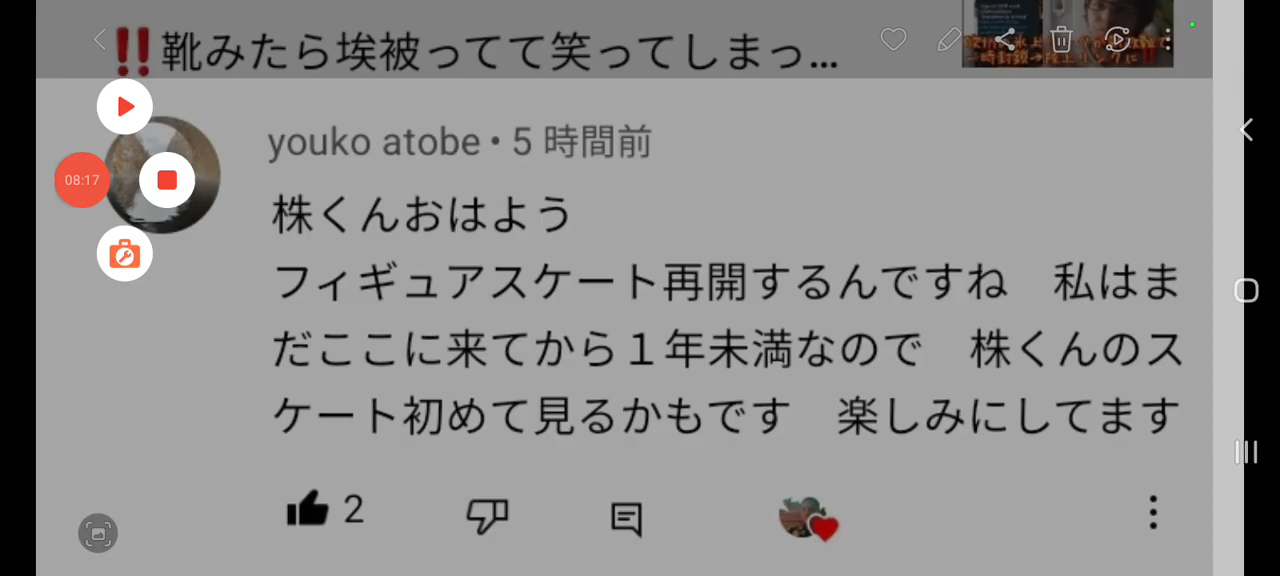 ‼靴みたら埃被ってて笑ってしまっ...
08:17
youko atobe • 5 時間前
株くんおはよう
フィギュアスケート再開するんですね　私はま
だここに来てから１年未満なので　株くんのス
ケート初めて見るかもです　楽しみにしてます
2